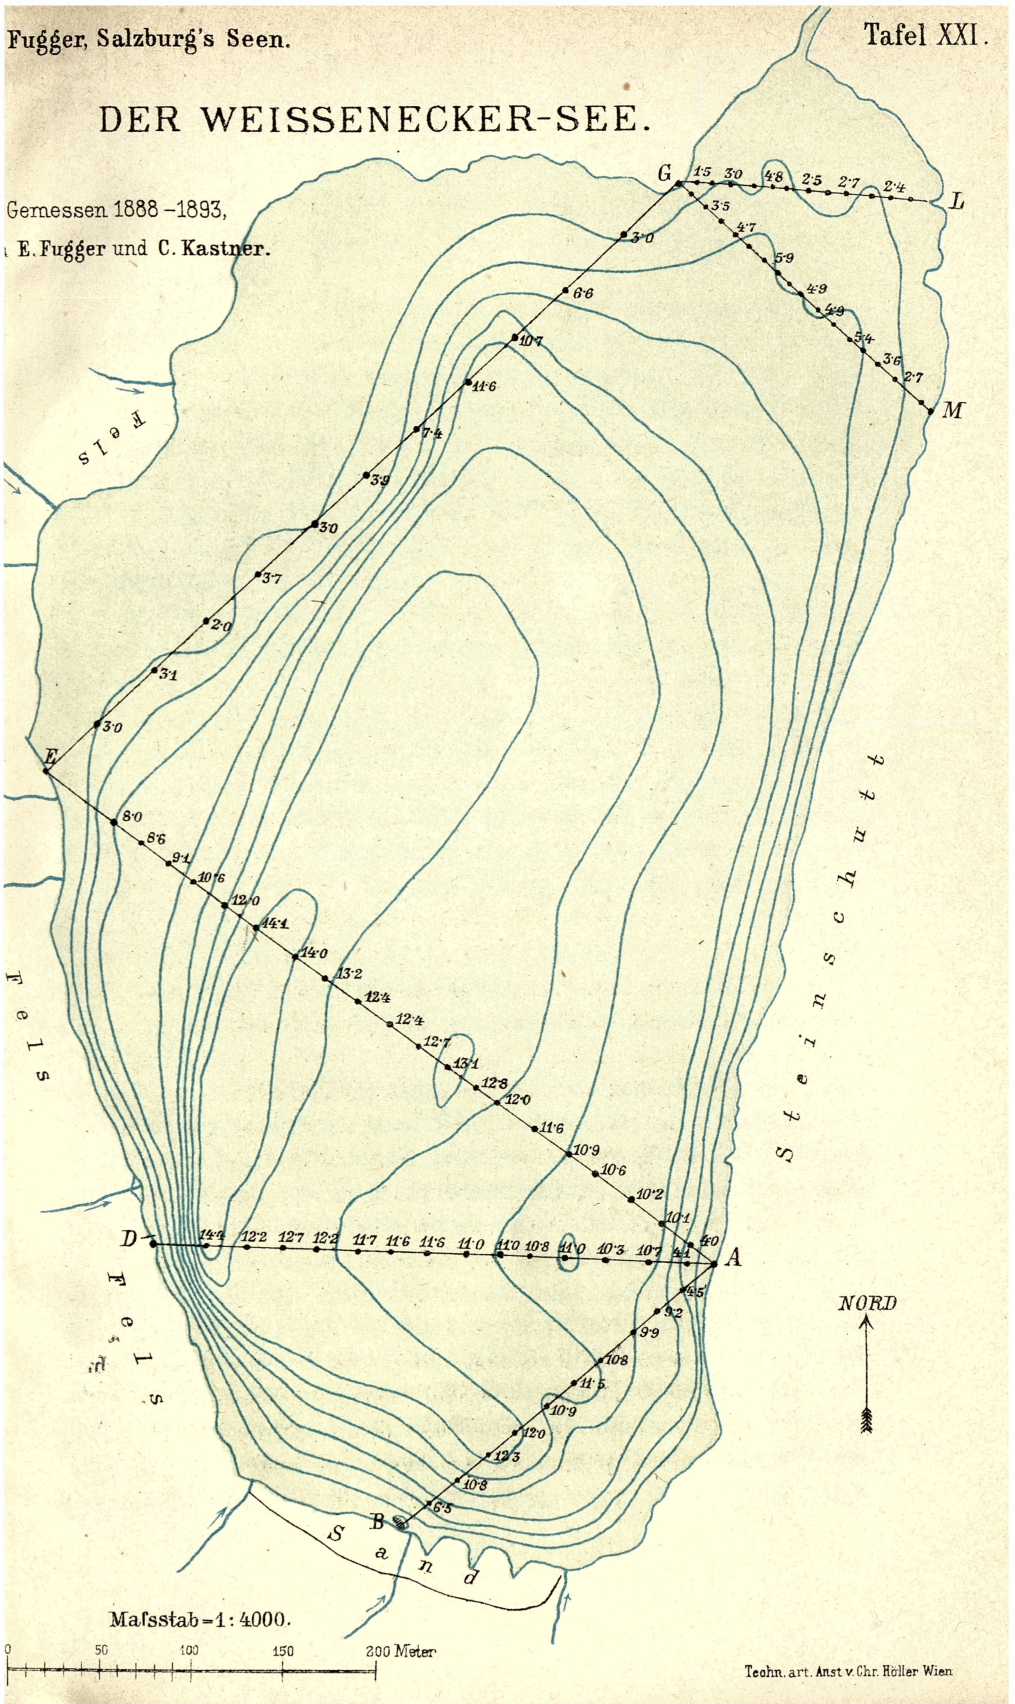 Fugger, Salzburg's Seen.
Tafel XXI.
DER WEISSENECKER-SEE.
Gemessen 1888-1893,
E. Fugger und C. Kastner.
G 1·5 3·0 4·8 2·5 2·7 2·4 L
3·5
4·7
5·9
4·9
4·9
5·4
3·6
2·7
M
3·0
6·6
10·7
11·6
7·4
3·9
3·0
3·7
2·0
3·1
3·0
E
Fels
8·0
8·6
9·1
10·6
12·0
14·1
14·0
13·2
12·4
12·4
12·7
13·1
12·8
12·0
11·6
10·9
10·6
10·2
10·1
4·0
Steinschutt
Fels
D 14·4 12·2 12·7 12·2 11·7 11·6 11·6 11·0 11·0 10·8 11·0 10·3 10·7 4·1 A
4·5
9·2
9·9
10·8
11·5
10·9
12·0
12·3
10·8
6·5
B
Fels
NORD
Sand
Maſsstab=1:4000.
0 50 100 150 200 Meter
Techn. art. Anst v. Chr. Höller Wien